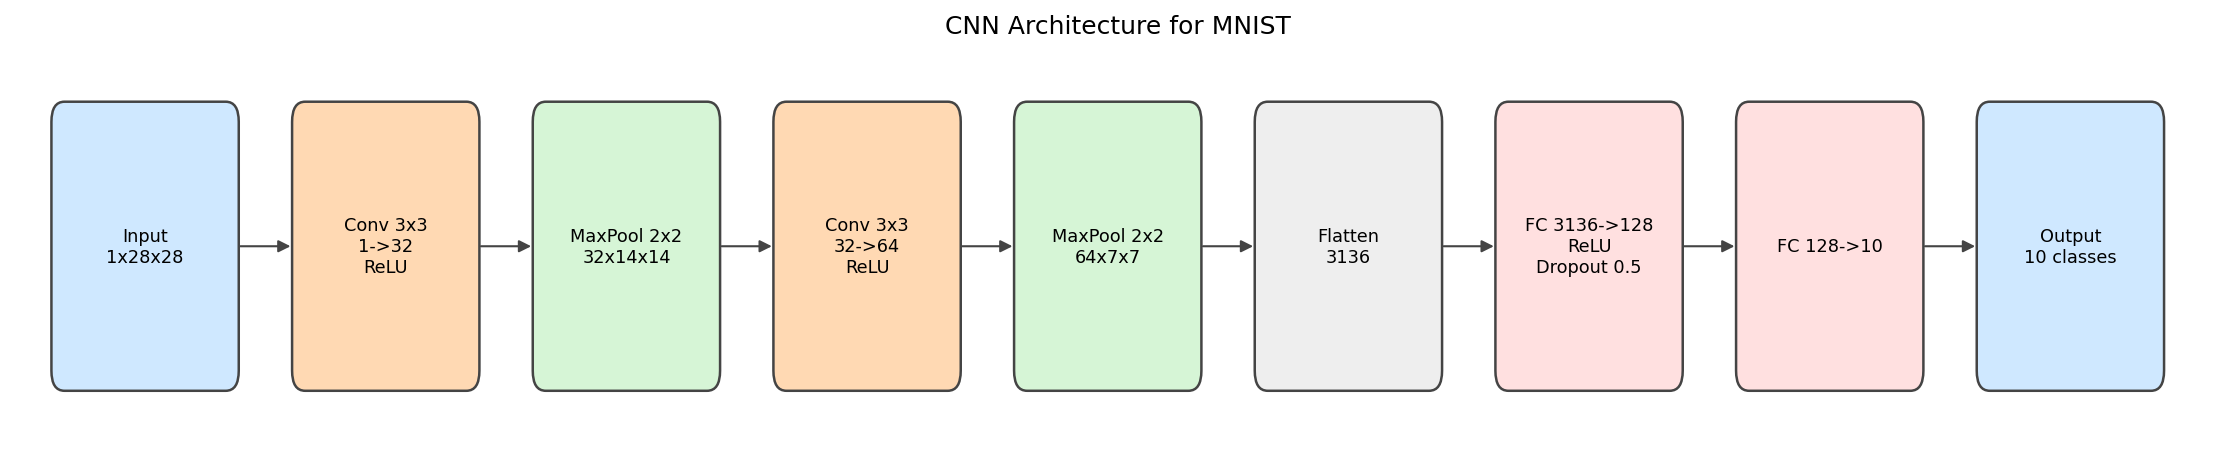 CNN Architecture for MNIST
Input
1x28x28
Conv 3x3
1->32
ReLU
MaxPool 2x2
32x14x14
Conv 3x3
32->64
ReLU
MaxPool 2x2
64x7x7
Flatten
3136
FC 3136->128
ReLU
Dropout 0.5
FC 128->10
Output
10 classes